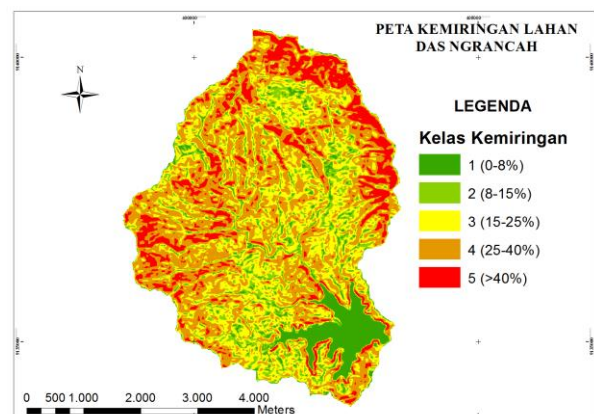 PETA KEMIRINGAN LAHAN
DAS NGRANCAH
N
LEGENDA
Kelas Kemiringan
1 (0-8%)
2 (8-15%)
3 (15-25%)
4 (25-40%)
5 (>40%)
0 500 1.000 2.000 3.000 4.000
Meters